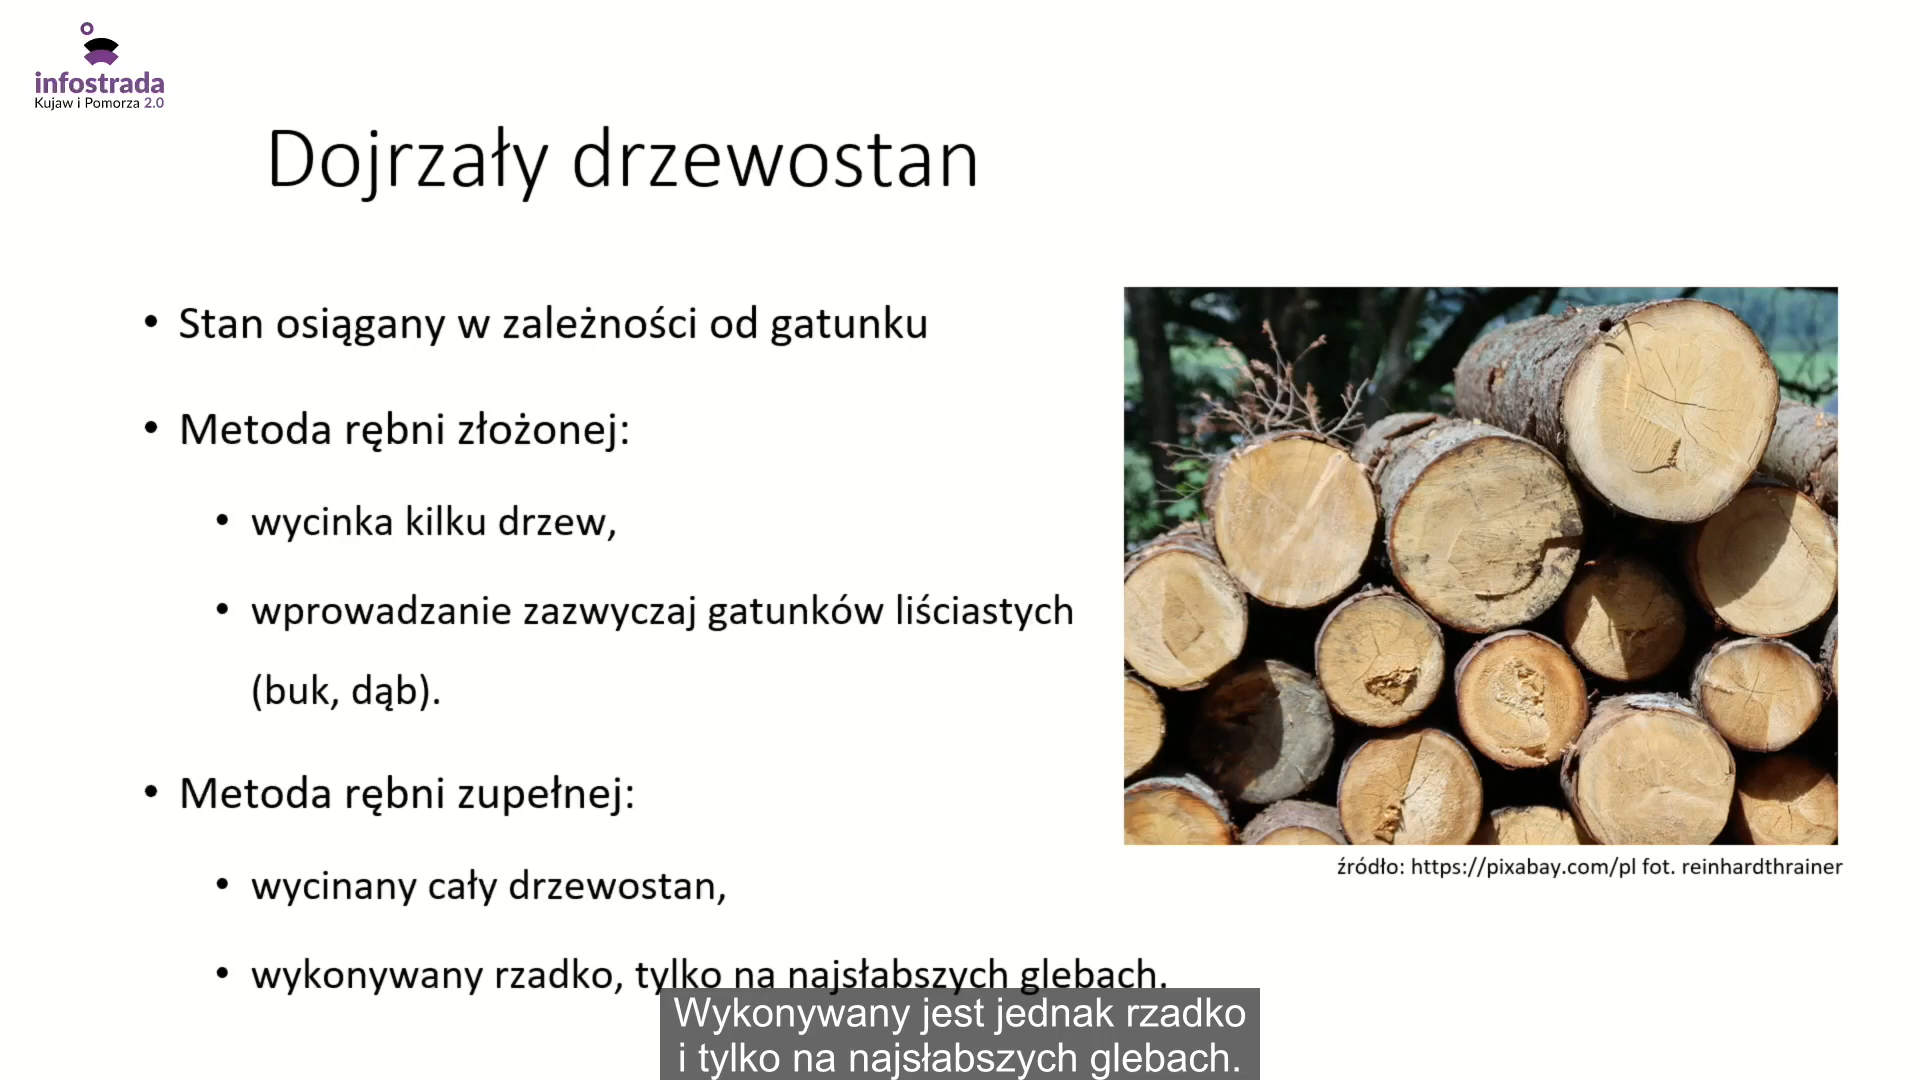 infostrada
Kujaw i Pomorza 2.0
Dojrzały drzewostan
• Stan osiągany w zależności od gatunku
• Metoda rębni złożonej:
• wycinka kilku drzew,
• wprowadzanie zazwyczaj gatunków liściastych
(buk, dąb).
• Metoda rębni zupełnej:
• wycinany cały drzewostan,
• wykonywany rzadko, tylko na najsłabszych glebach.
źródło: https://pixabay.com/pl fot. reinhardthrainer
Wykonywany jest jednak rzadko
i tylko na najsłabszych glebach.